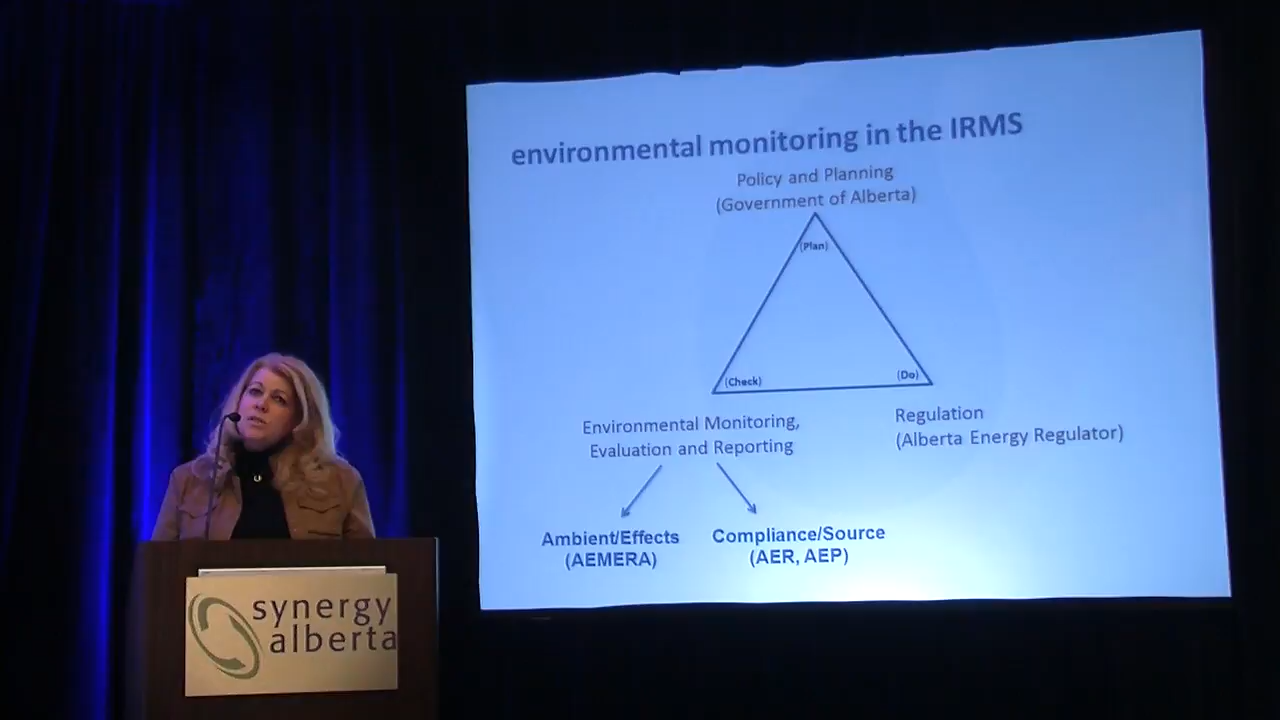 environmental monitoring in the IRMS
Policy and Planning
(Government of Alberta)
(Plan)
(Check)
(Do)
Environmental Monitoring,
Evaluation and Reporting
Regulation
(Alberta Energy Regulator)
Ambient/Effects
(AEMERA)
Compliance/Source
(AER, AEP)
synergy
alberta